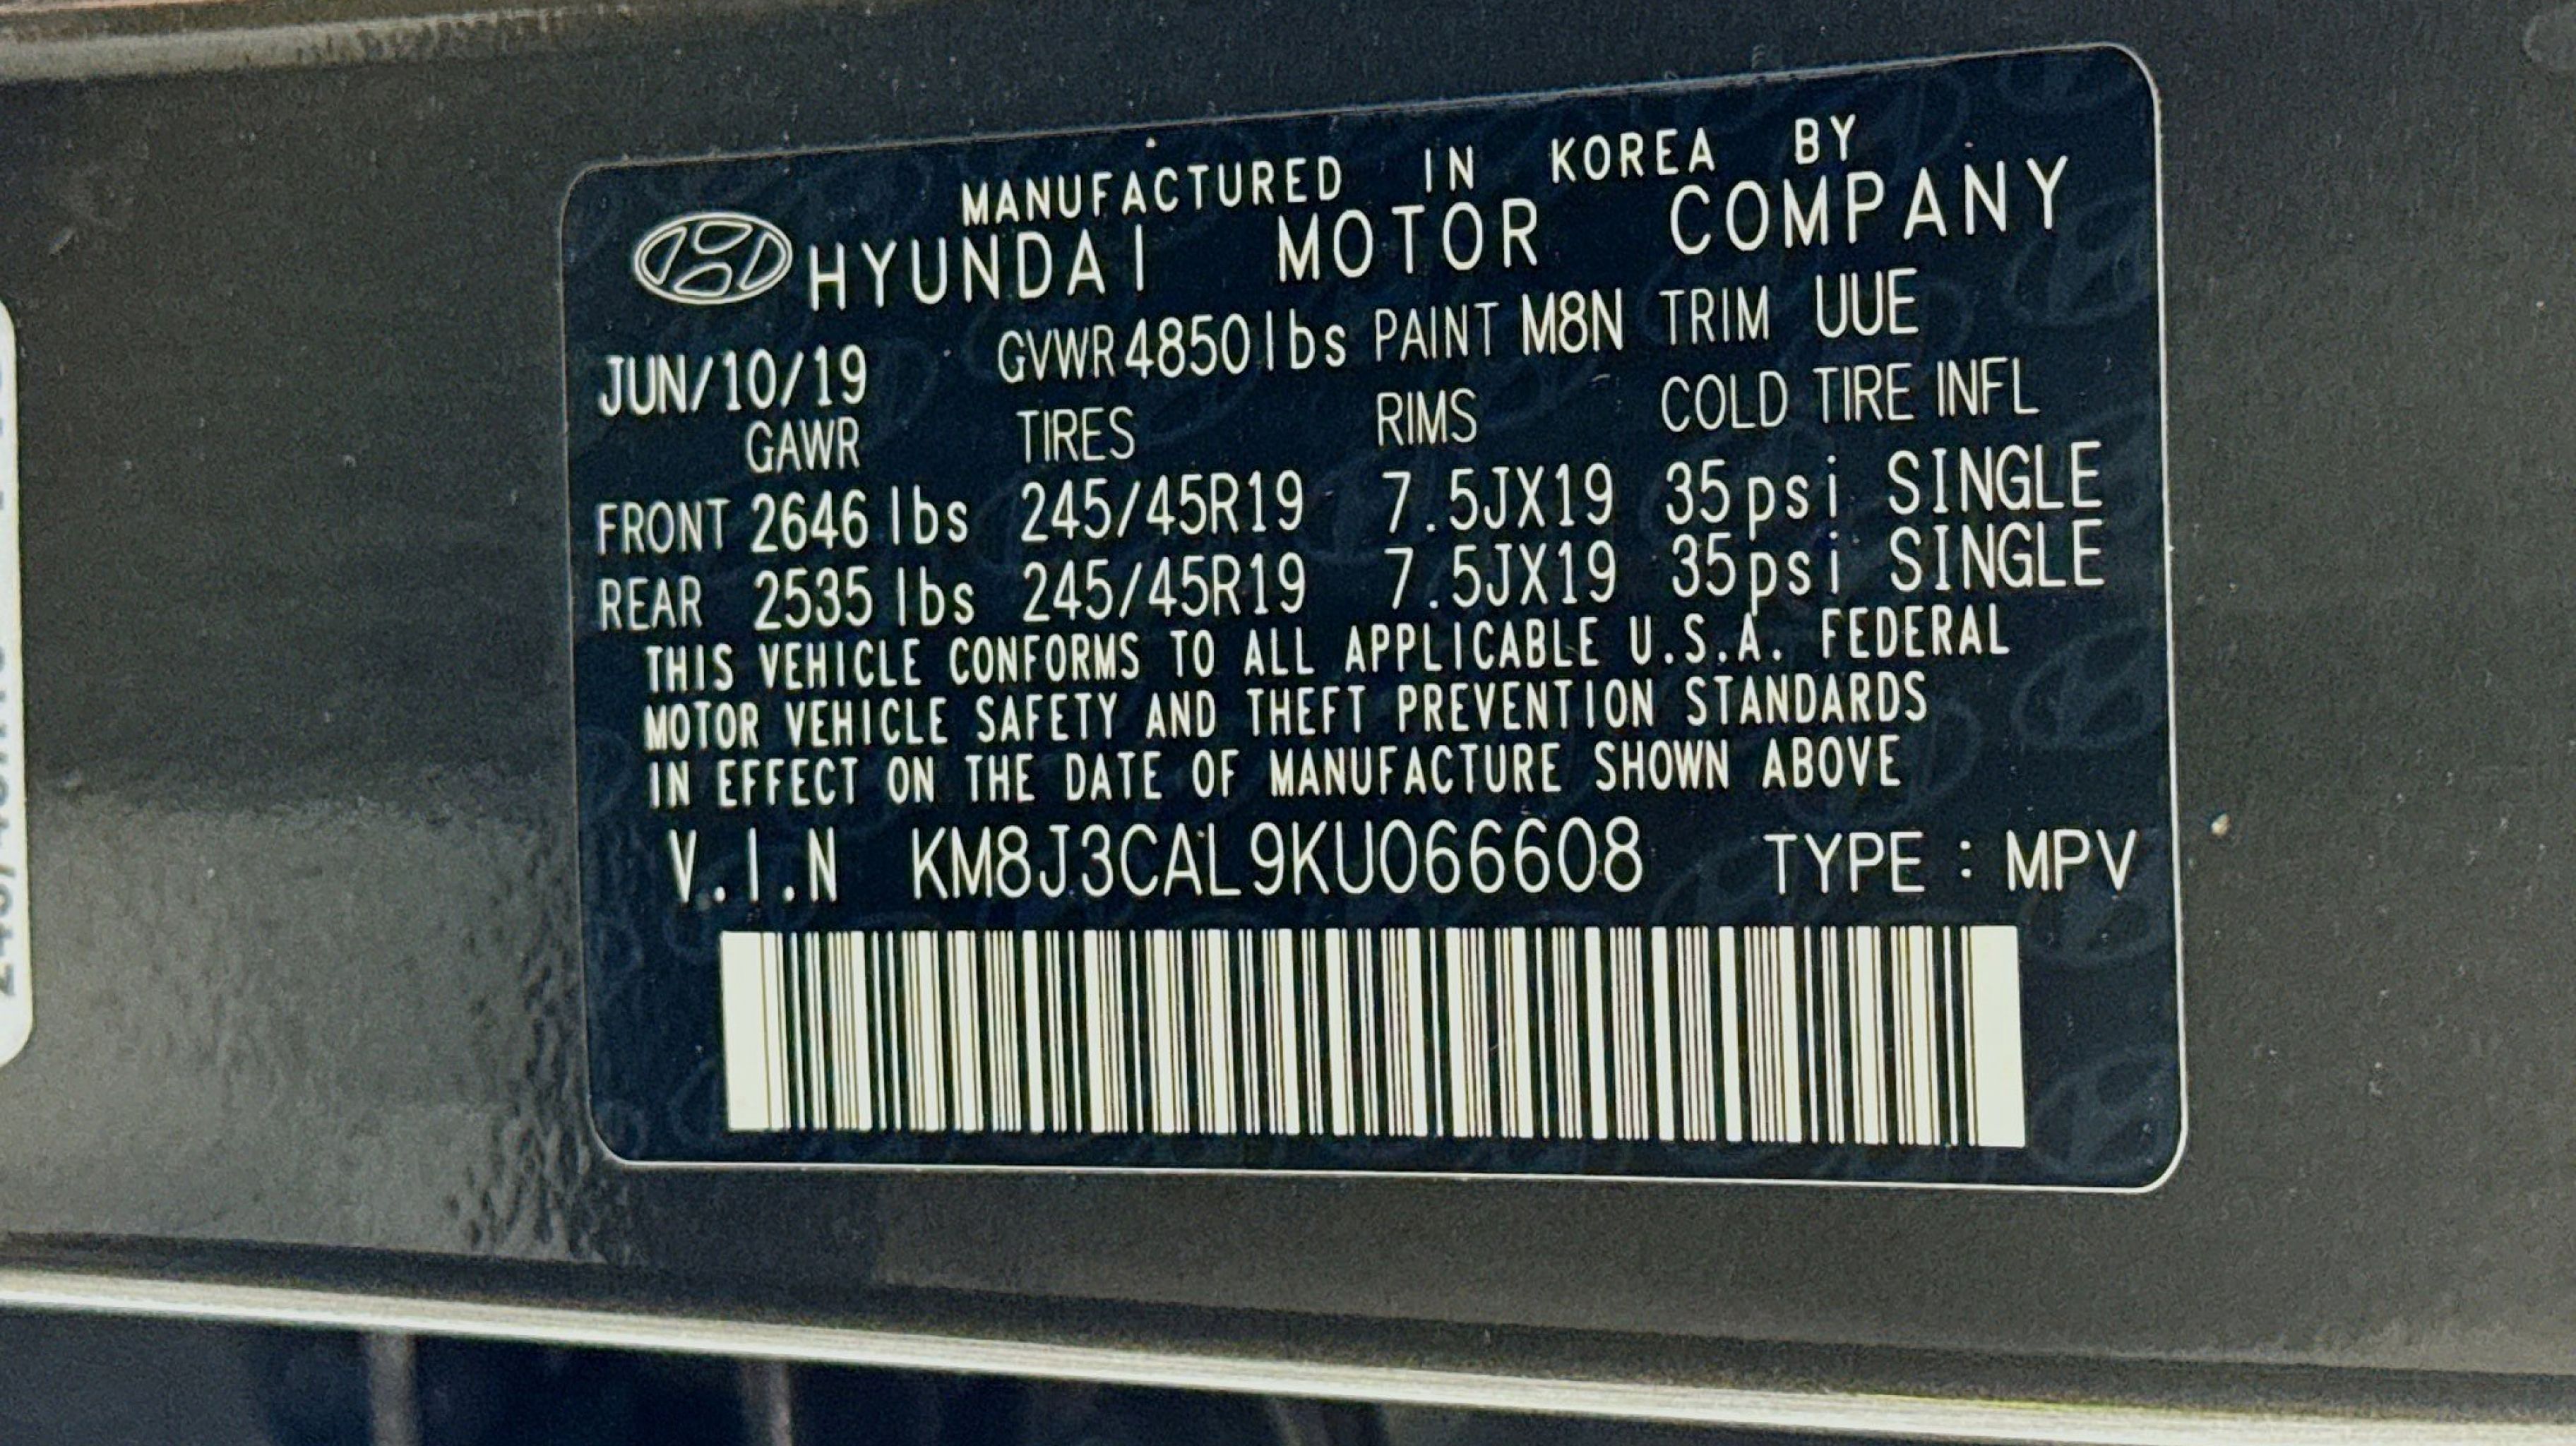 MANUFACTURED IN KOREA BY
HYUNDAI MOTOR COMPANY
JUN/10/19 GVWR 4850lbs PAINT M8N TRIM UUE
GAWR TIRES RIMS COLD TIRE INFL
FRONT 2646 lbs 245/45R19 7.5JX19 35psi SINGLE
REAR 2535 lbs 245/45R19 7.5JX19 35psi SINGLE
THIS VEHICLE CONFORMS TO ALL APPLICABLE U.S.A. FEDERAL
MOTOR VEHICLE SAFETY AND THEFT PREVENTION STANDARDS
IN EFFECT ON THE DATE OF MANUFACTURE SHOWN ABOVE
V.I.N KM8J3CAL9KU066608 TYPE : MPV